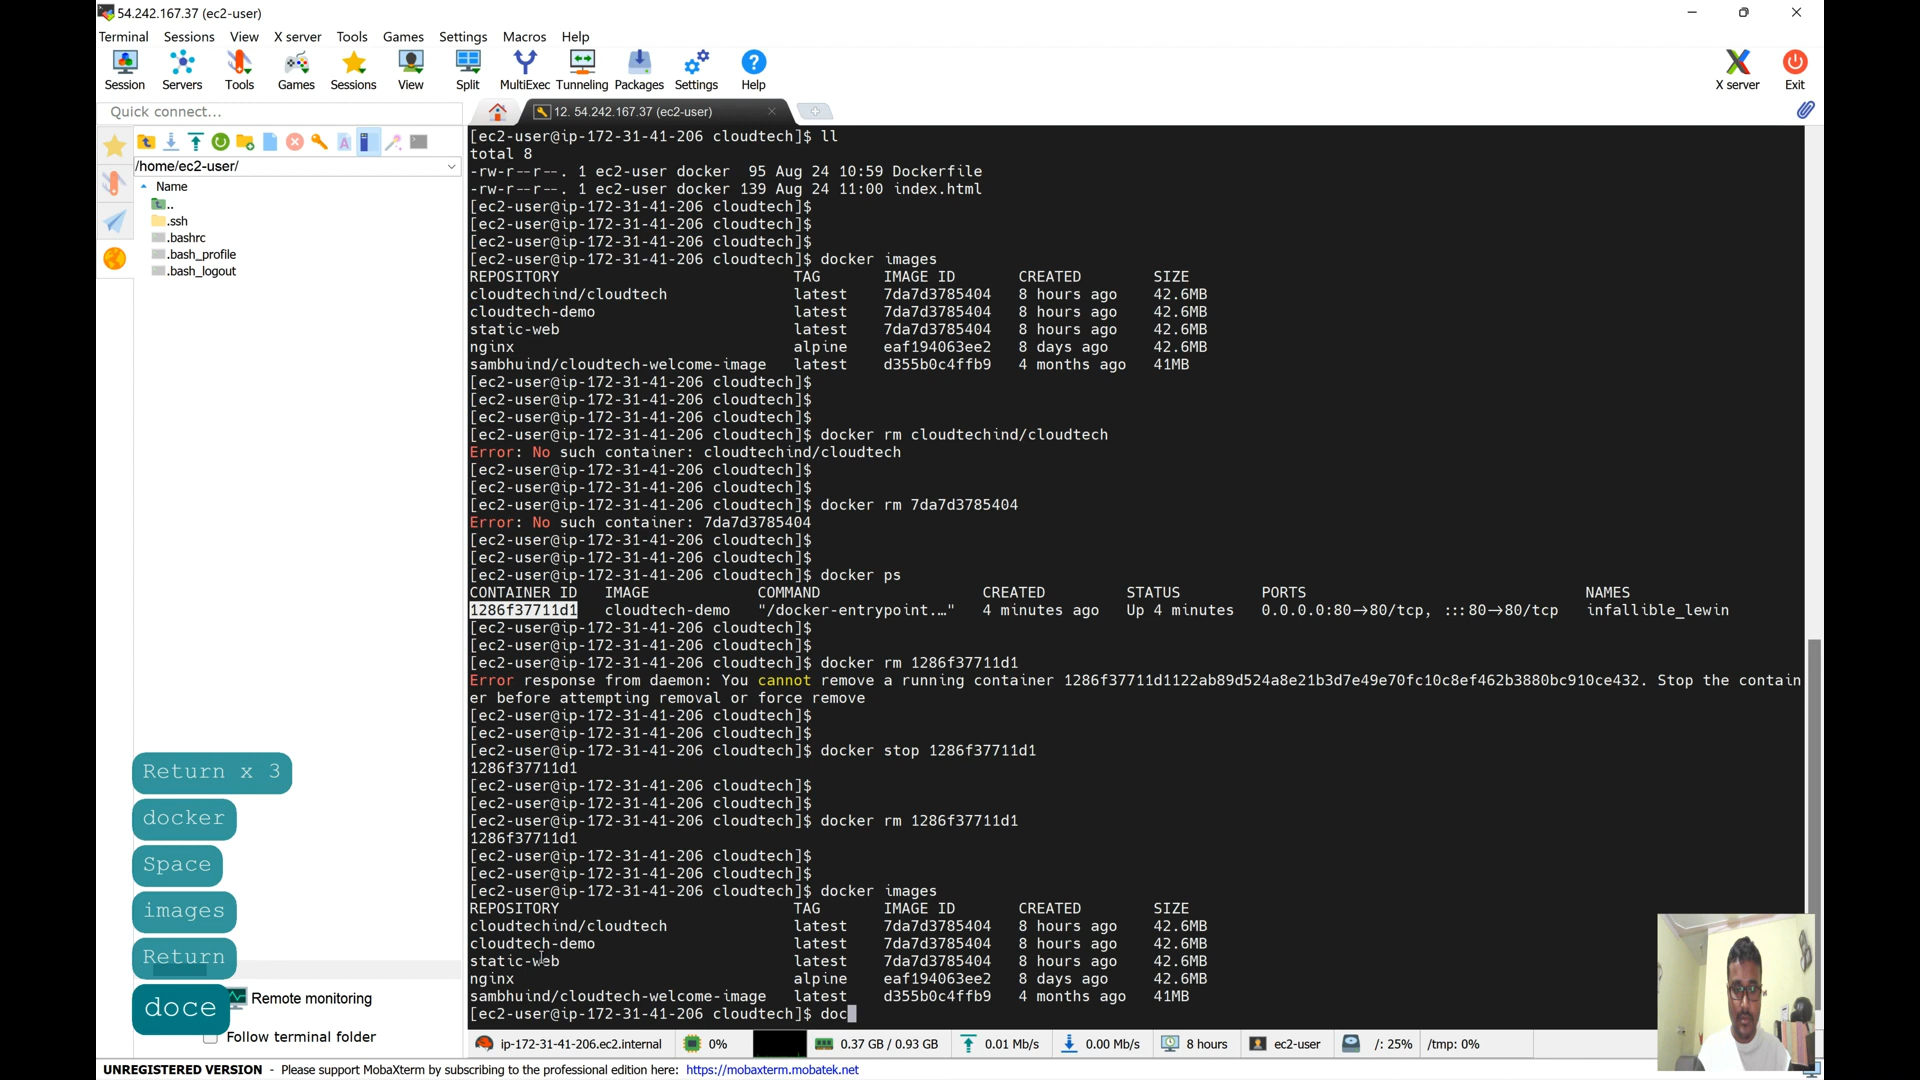 54.242.167.37 (ec2-user)
Terminal Sessions View X server Tools Games Settings Macros Help
Session Servers Tools Games Sessions View Split MultiExec Tunneling Packages Settings Help X server Exit
Quick connect...
12. 54.242.167.37 (ec2-user)
/home/ec2-user/
Name
..
.ssh
.bashrc
.bash_profile
.bash_logout
[ec2-user@ip-172-31-41-206 cloudtech]$ ll
total 8
-rw-r--r--. 1 ec2-user docker  95 Aug 24 10:59 Dockerfile
-rw-r--r--. 1 ec2-user docker 139 Aug 24 11:00 index.html
[ec2-user@ip-172-31-41-206 cloudtech]$
[ec2-user@ip-172-31-41-206 cloudtech]$
[ec2-user@ip-172-31-41-206 cloudtech]$
[ec2-user@ip-172-31-41-206 cloudtech]$ docker images
REPOSITORY TAG IMAGE ID CREATED SIZE
cloudtechind/cloudtech latest 7da7d3785404 8 hours ago 42.6MB
cloudtech-demo latest 7da7d3785404 8 hours ago 42.6MB
static-web latest 7da7d3785404 8 hours ago 42.6MB
nginx alpine eaf194063ee2 8 days ago 42.6MB
sambhuind/cloudtech-welcome-image latest d355b0c4ffb9 4 months ago 41MB
[ec2-user@ip-172-31-41-206 cloudtech]$
[ec2-user@ip-172-31-41-206 cloudtech]$
[ec2-user@ip-172-31-41-206 cloudtech]$
[ec2-user@ip-172-31-41-206 cloudtech]$ docker rm cloudtechind/cloudtech
Error: No such container: cloudtechind/cloudtech
[ec2-user@ip-172-31-41-206 cloudtech]$
[ec2-user@ip-172-31-41-206 cloudtech]$
[ec2-user@ip-172-31-41-206 cloudtech]$ docker rm 7da7d3785404
Error: No such container: 7da7d3785404
[ec2-user@ip-172-31-41-206 cloudtech]$
[ec2-user@ip-172-31-41-206 cloudtech]$
[ec2-user@ip-172-31-41-206 cloudtech]$ docker ps
CONTAINER ID IMAGE COMMAND CREATED STATUS PORTS NAMES
1286f37711d1 cloudtech-demo "/docker-entrypoint.…" 4 minutes ago Up 4 minutes 0.0.0.0:80→80/tcp, :::80→80/tcp infallible_lewin
[ec2-user@ip-172-31-41-206 cloudtech]$
[ec2-user@ip-172-31-41-206 cloudtech]$
[ec2-user@ip-172-31-41-206 cloudtech]$ docker rm 1286f37711d1
Error response from daemon: You cannot remove a running container 1286f37711d1122ab89d524a8e21b3d7e49e70fc10c8ef462b3880bc910ce432. Stop the contain
er before attempting removal or force remove
[ec2-user@ip-172-31-41-206 cloudtech]$
[ec2-user@ip-172-31-41-206 cloudtech]$
[ec2-user@ip-172-31-41-206 cloudtech]$ docker stop 1286f37711d1
1286f37711d1
[ec2-user@ip-172-31-41-206 cloudtech]$
[ec2-user@ip-172-31-41-206 cloudtech]$
[ec2-user@ip-172-31-41-206 cloudtech]$ docker rm 1286f37711d1
1286f37711d1
[ec2-user@ip-172-31-41-206 cloudtech]$
[ec2-user@ip-172-31-41-206 cloudtech]$
[ec2-user@ip-172-31-41-206 cloudtech]$ docker images
REPOSITORY TAG IMAGE ID CREATED SIZE
cloudtechind/cloudtech latest 7da7d3785404 8 hours ago 42.6MB
cloudtech-demo latest 7da7d3785404 8 hours ago 42.6MB
static-web latest 7da7d3785404 8 hours ago 42.6MB
nginx alpine eaf194063ee2 8 days ago 42.6MB
sambhuind/cloudtech-welcome-image latest d355b0c4ffb9 4 months ago 41MB
[ec2-user@ip-172-31-41-206 cloudtech]$ doc
Return x 3
docker
Space
images
Return
doce
Remote monitoring
Follow terminal folder
ip-172-31-41-206.ec2.internal 0% 0.37 GB / 0.93 GB 0.01 Mb/s 0.00 Mb/s 8 hours ec2-user /: 25% /tmp: 0%
UNREGISTERED VERSION - Please support MobaXterm by subscribing to the professional edition here: https://mobaxterm.mobatek.net